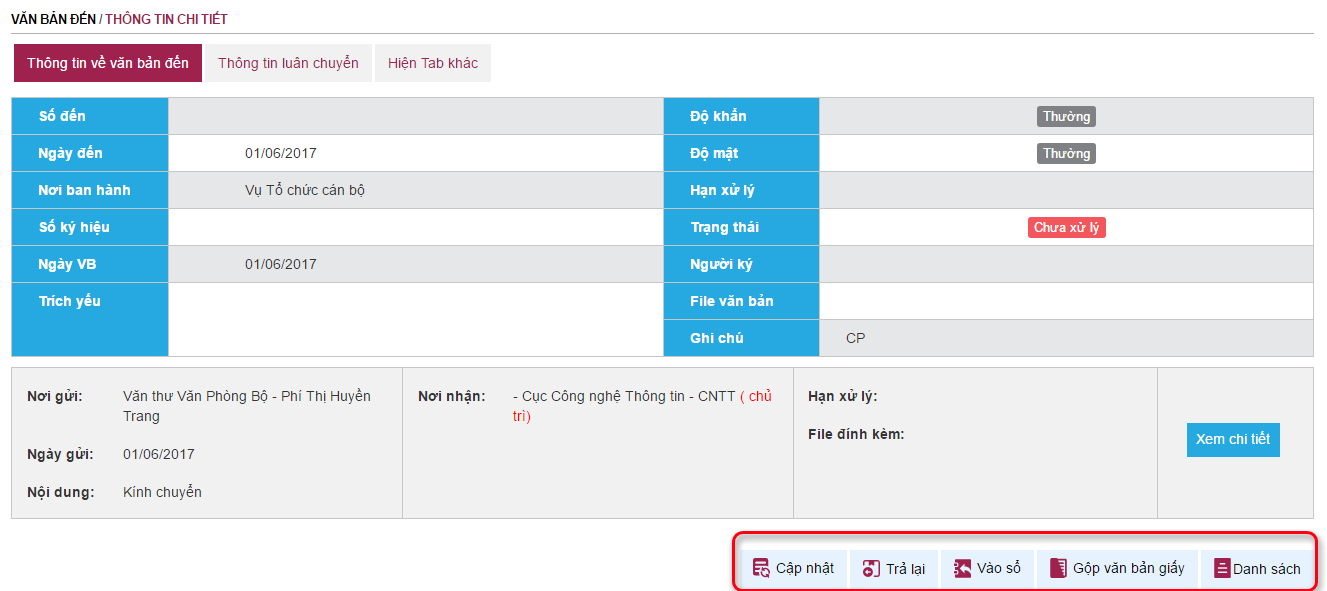 VĂN BẢN ĐẾN / THÔNG TIN CHI TIẾT
Thông tin về văn bản đến Thông tin luân chuyển Hiện Tab khác
Số đến Độ khẩn Thường
Ngày đến 01/06/2017 Độ mật Thường
Nơi ban hành Vụ Tổ chức cán bộ Hạn xử lý
Số ký hiệu Trạng thái Chưa xử lý
Ngày VB 01/06/2017 Người ký
Trích yếu File văn bản
Ghi chú CP
Nơi gửi: Văn thư Văn Phòng Bộ - Phí Thị Huyền Nơi nhận: - Cục Công nghệ Thông tin - CNTT ( chủ Hạn xử lý:
Trang trì)
File đính kèm:
Xem chi tiết
Ngày gửi: 01/06/2017
Nội dung: Kính chuyển
Cập nhật Trả lại Vào sổ Gộp văn bản giấy Danh sách